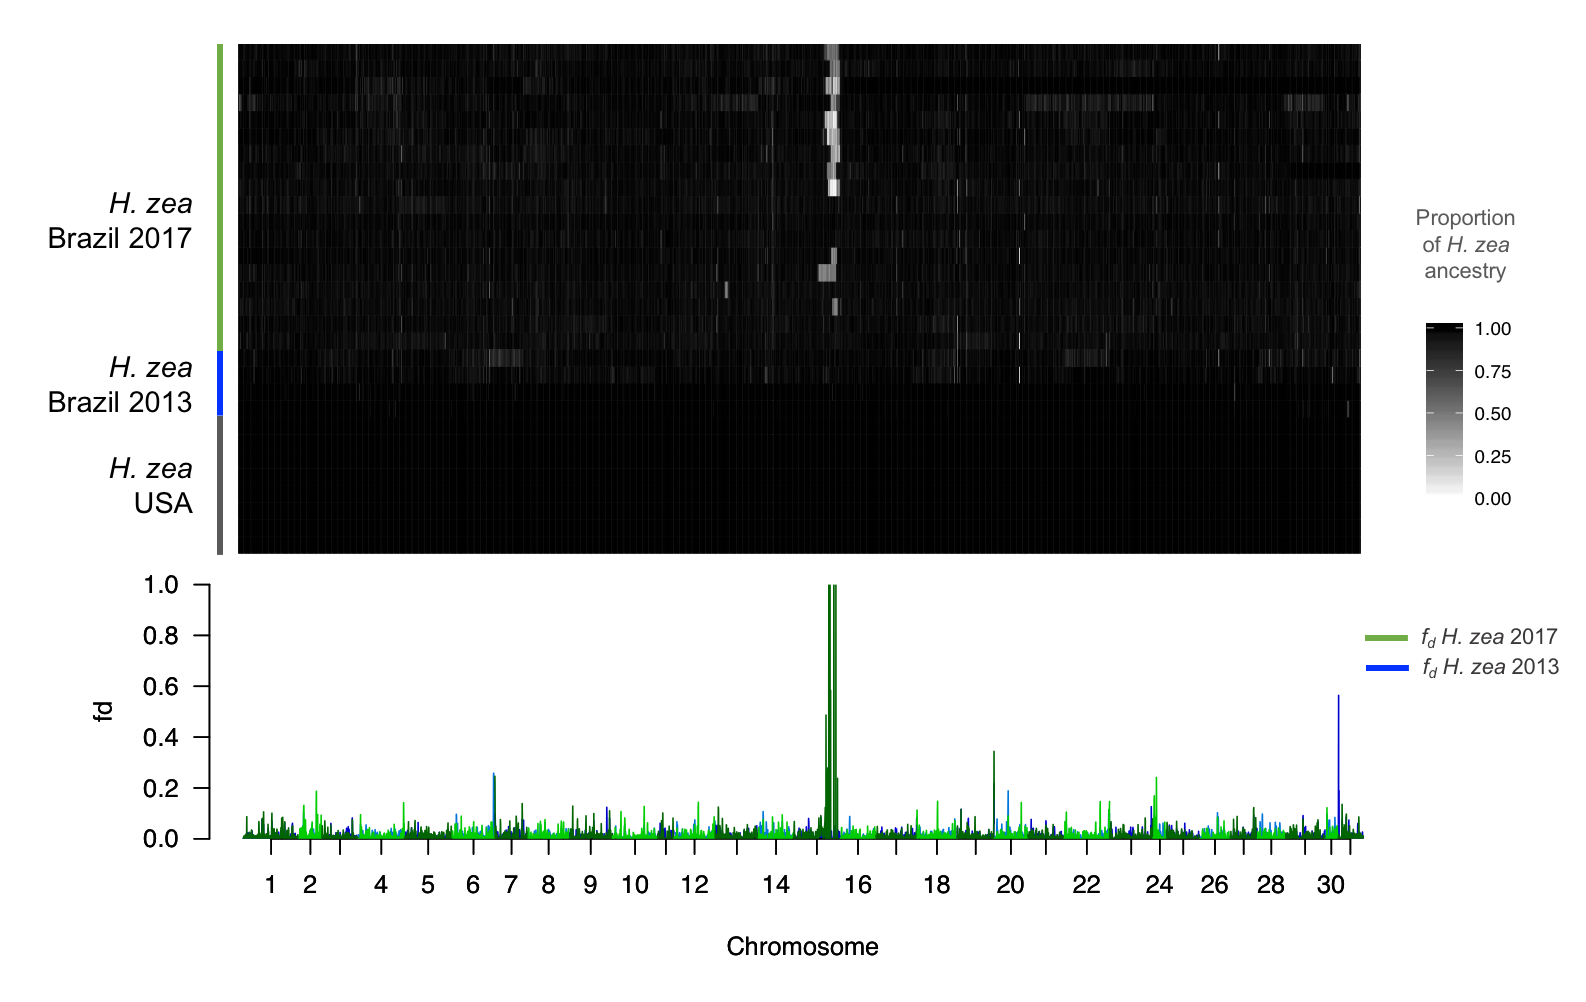 H. zea
Brazil 2017
H. zea
Brazil 2013
H. zea
USA
Proportion
of H. zea
ancestry
1.00
0.75
0.50
0.25
0.00
1.0
0.8
0.6
0.4
0.2
0.0
fd
fd H. zea 2017
fd H. zea 2013
1 2 4 5 6 7 8 9 10 12 14 16 18 20 22 24 26 28 30
Chromosome